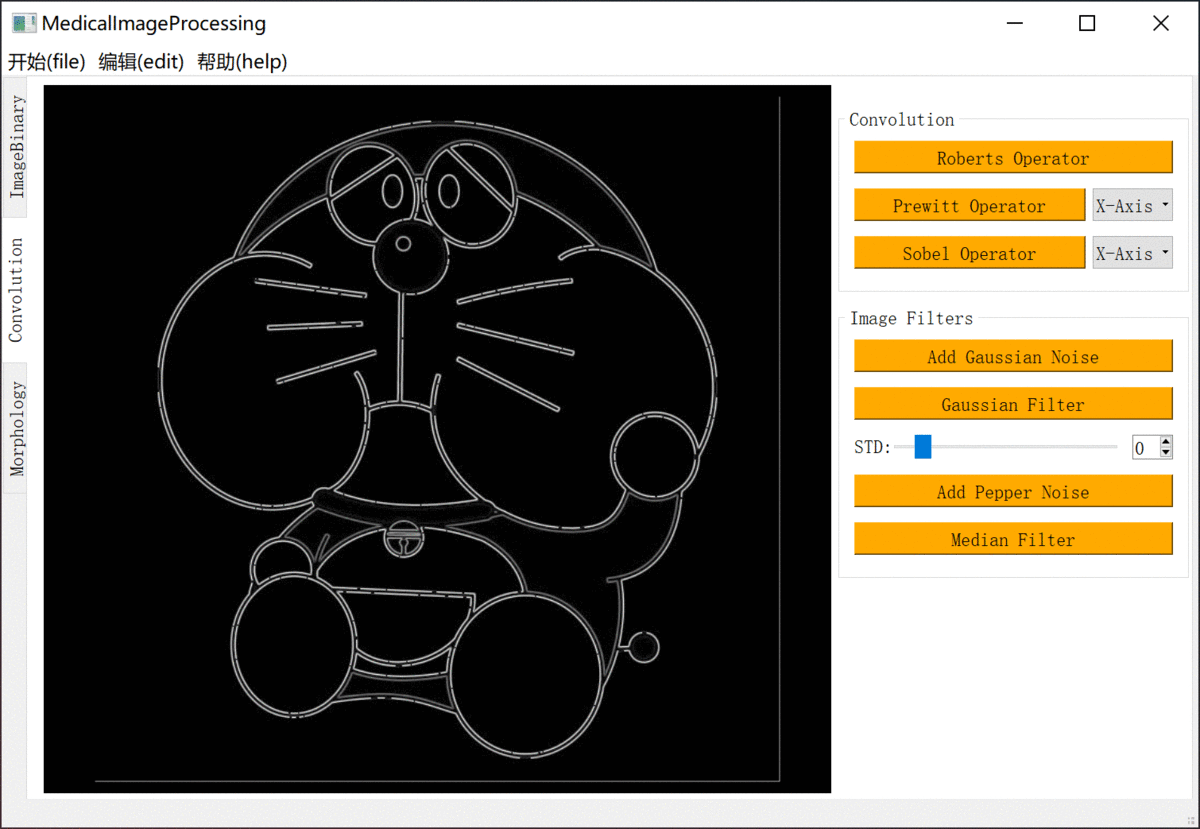 MedicalImageProcessing
开始(file) 编辑(edit) 帮助(help)
ImageBinary
Convolution
Morphology
Convolution
Roberts Operator
Prewitt Operator X-Axis
Sobel Operator X-Axis
Image Filters
Add Gaussian Noise
Gaussian Filter
STD: 0
Add Pepper Noise
Median Filter